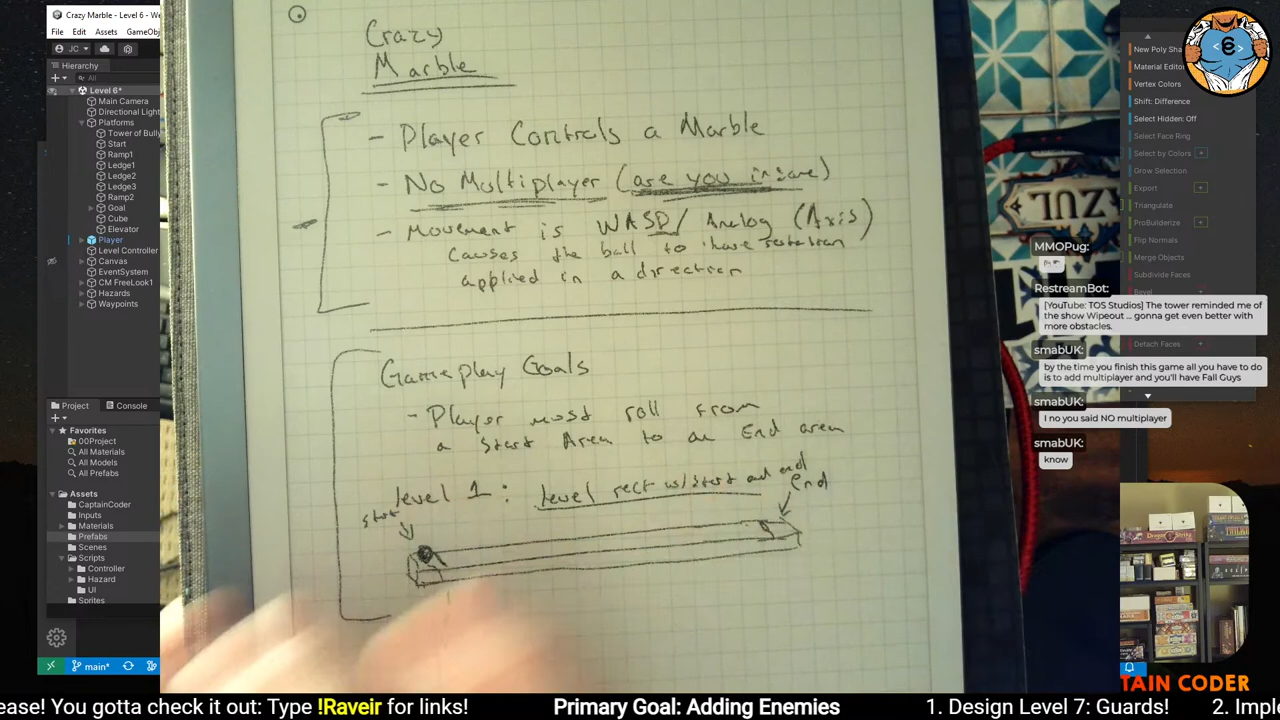 Crazy Marble - Level 6 - We
File
Edit
Assets
GameObj
JC
Hierarchy
All
Level 6*
Main Camera
Directional Light
Platforms
Tower of Bully
Start
Ramp1
Ledge1
Ledge2
Ledge3
Ramp2
Goal
Cube
Elevator
Player
Level Controller
Canvas
EventSystem
CM FreeLook1
Hazards
Waypoints
Project
Console
Favorites
00Project
All Materials
All Models
All Prefabs
Assets
CaptainCoder
Inputs
Materials
Prefabs
Scenes
Scripts
Controller
Hazard
UI
Sprites
main*
Crazy
Marble
- Player Controls a Marble
- No Multiplayer (are you insane)
- Movement is WASD/ Analog (Axis)
Causes the ball to have rotation
applied in a direction
Gameplay Goals
- Player must roll from
a Start Area to an End area
level 1: level rect w/start and end
start
end
New Poly Sha
Material Editor
Vertex Colors
Shift: Difference
Select Hidden: Off
Select Face Ring
Select by Colors
Grow Selection
Export
Triangulate
ProBuilderize
Flip Normals
Merge Objects
Subdivide Faces
Bevel
Detach Faces
AZUL
MMOPug:
RestreamBot:
[YouTube: TOS Studios] The tower reminded me of
the show Wipeout ... gonna get even better with
more obstacles.
smabUK:
by the time you finish this game all you have to do
is to add multiplayer and you'll have Fall Guys
smabUK:
I no you said NO multiplayer
smabUK:
know
TAIN CODER
ease! You gotta check it out: Type !Raveir for links!
Primary Goal: Adding Enemies
1. Design Level 7: Guards!
2. Imple